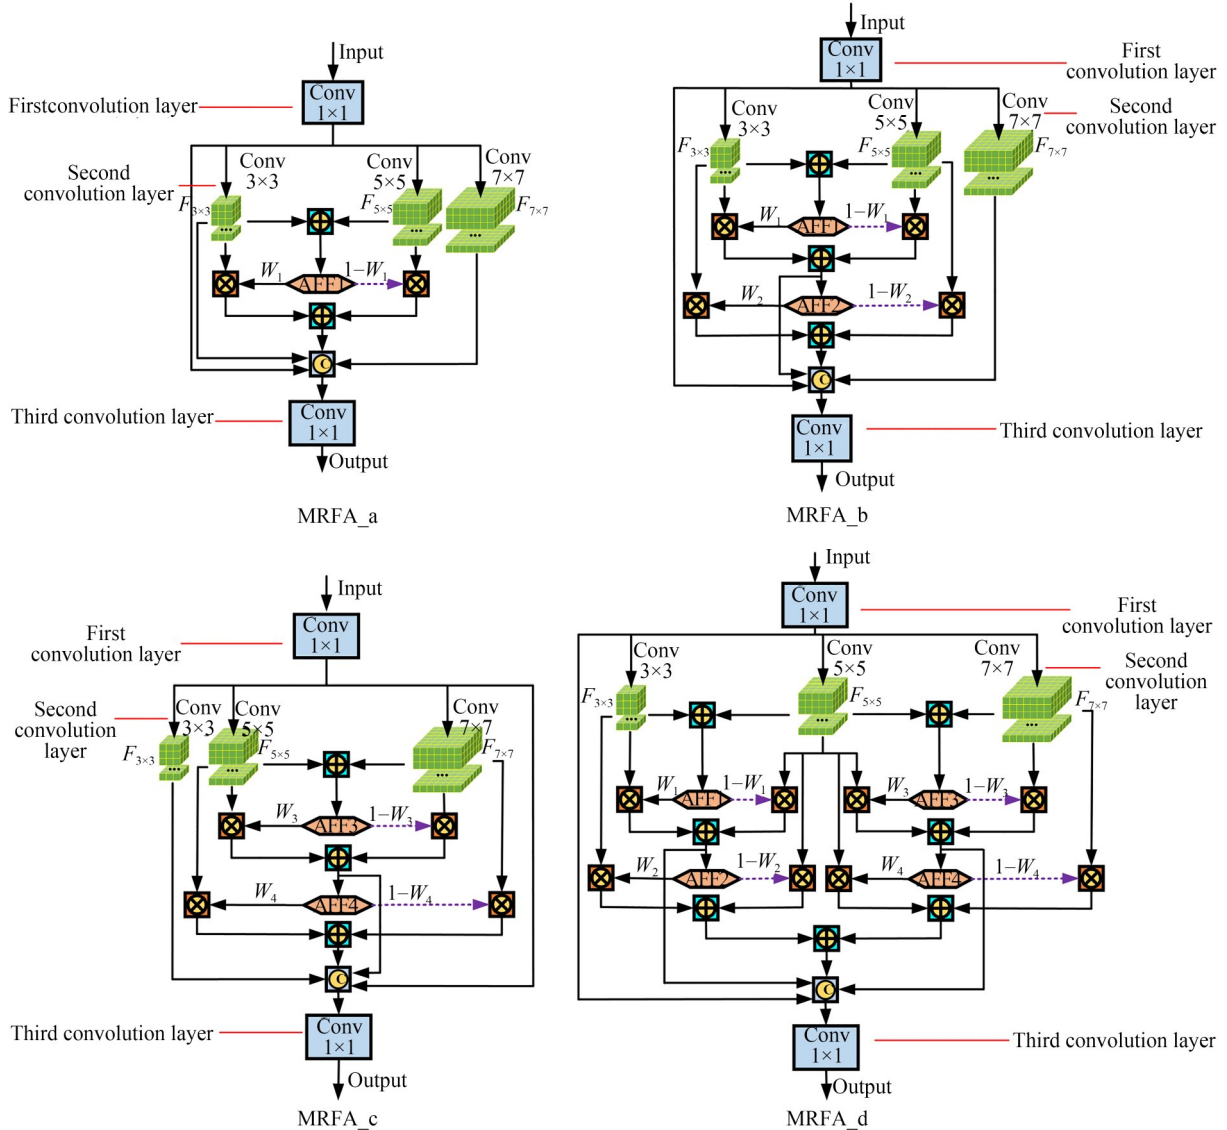 Input
Conv
1×1
Firstconvolution layer
Second
convolution layer
Conv
3×3
Conv
5×5
Conv
7×7
F3×3
F5×5
F7×7
...
...
...
W1
AFF
1−W1
C
Third convolution layer
Conv
1×1
Output
MRFA_a
Input
Conv
1×1
First
convolution layer
Conv
3×3
Conv
5×5
Conv
7×7
Second
convolution layer
F3×3
F5×5
F7×7
...
...
...
W1
AFF
1−W1
W2
AFF2
1−W2
C
Conv
1×1
Third convolution layer
Output
MRFA_b
Input
First
convolution layer
Conv
1×1
Second
convolution
layer
Conv
3×3
Conv
5×5
Conv
7×7
F3×3
F5×5
F7×7
...
...
...
W3
AFF3
1−W3
W4
AFF4
1−W4
C
Third convolution layer
Conv
1×1
Output
MRFA_c
Input
Conv
1×1
First
convolution layer
Conv
3×3
Conv
5×5
Conv
7×7
Second
convolution
layer
F3×3
F5×5
F7×7
...
...
...
W1
AFF
1−W1
W3
AFF3
1−W3
W2
AFF2
1−W2
W4
AFF4
1−W4
C
Conv
1×1
Third convolution layer
Output
MRFA_d